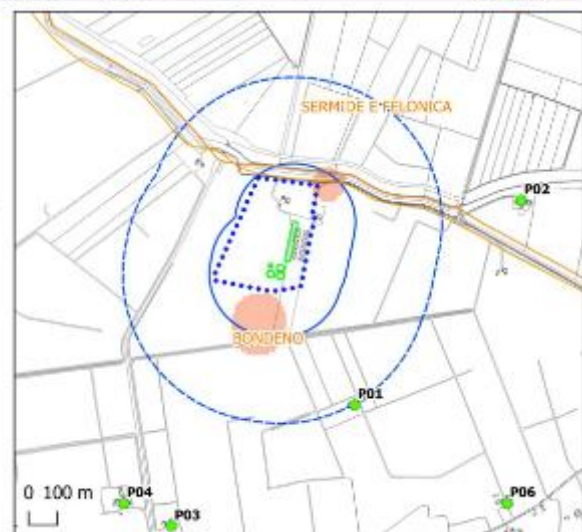 SERMIDE E FELONICA
P02
BONDENO
P01
P04
P03
P06
0 100 m